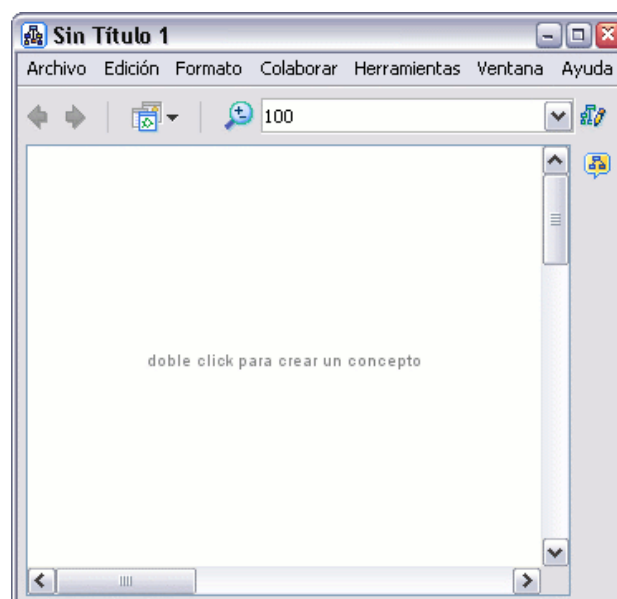 Sin Título 1
Archivo Edición Formato Colaborar Herramientas Ventana Ayuda
100
doble click para crear un concepto